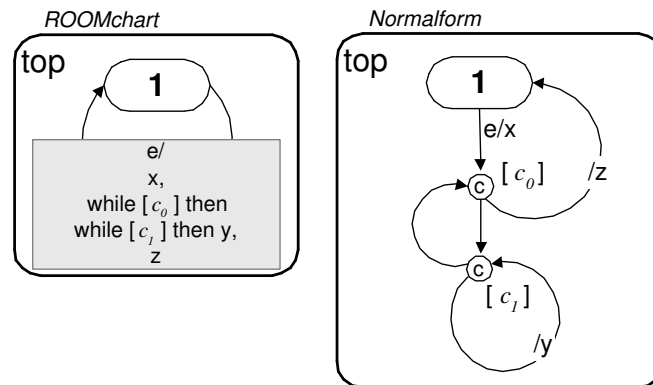 ROOMchart
top
1
e/
x,
while [ c₀ ] then
while [ c₁ ] then y,
z
Normalform
top
1
e/x
c [ c₀ ]
/z
c
[ c₁ ]
/y